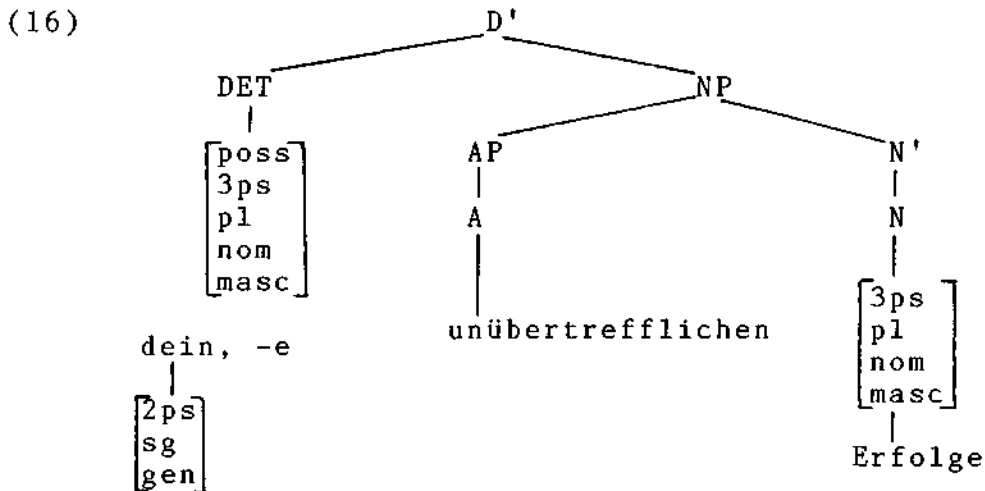 (16)
D'
DET NP
[poss] AP N'
3ps
pl A N
nom
masc
[3ps
dein, -e unübertrefflichen pl
nom
[2ps masc]
sg
gen] Erfolge